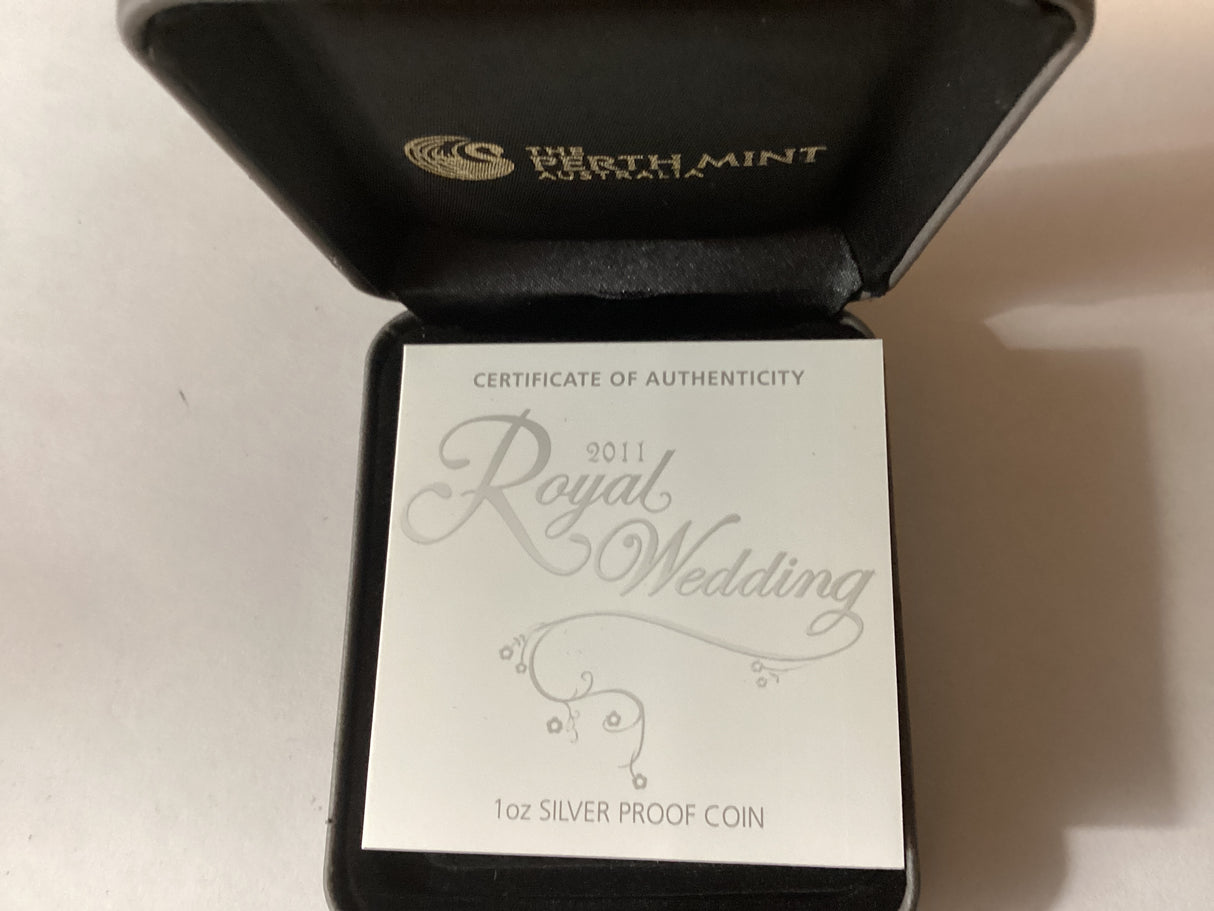 THE
PERTH MINT
AUSTRALIA
CERTIFICATE OF AUTHENTICITY
2011
Royal
Wedding
1oz SILVER PROOF COIN